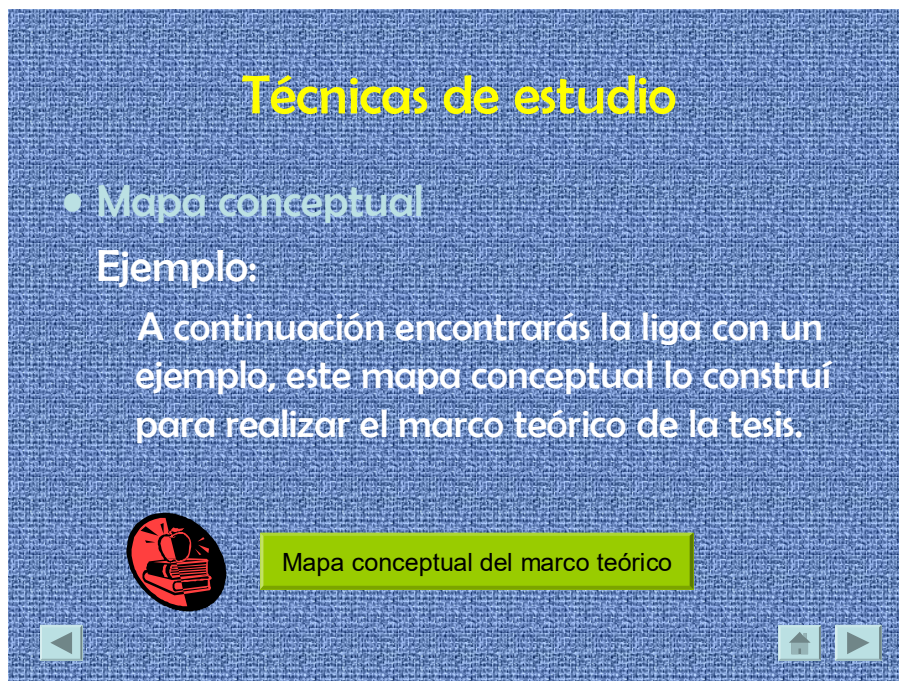 Técnicas de estudio
• Mapa conceptual
Ejemplo:
A continuación encontrarás la liga con un
ejemplo, este mapa conceptual lo construí
para realizar el marco teórico de la tesis.
Mapa conceptual del marco teórico